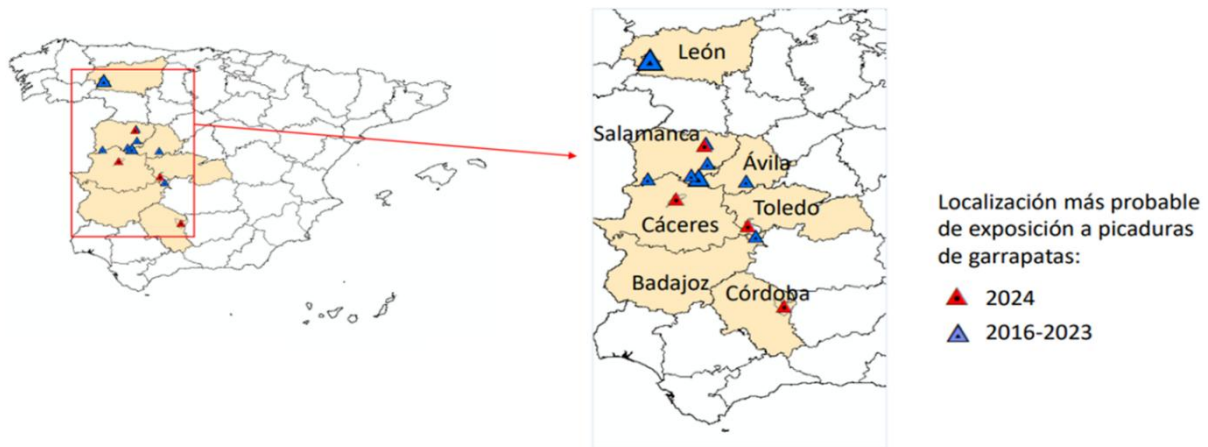 León
Salamanca
Ávila
Toledo
Cáceres
Badajoz
Córdoba
Localización más probable
de exposición a picaduras
de garrapatas:
2024
2016-2023